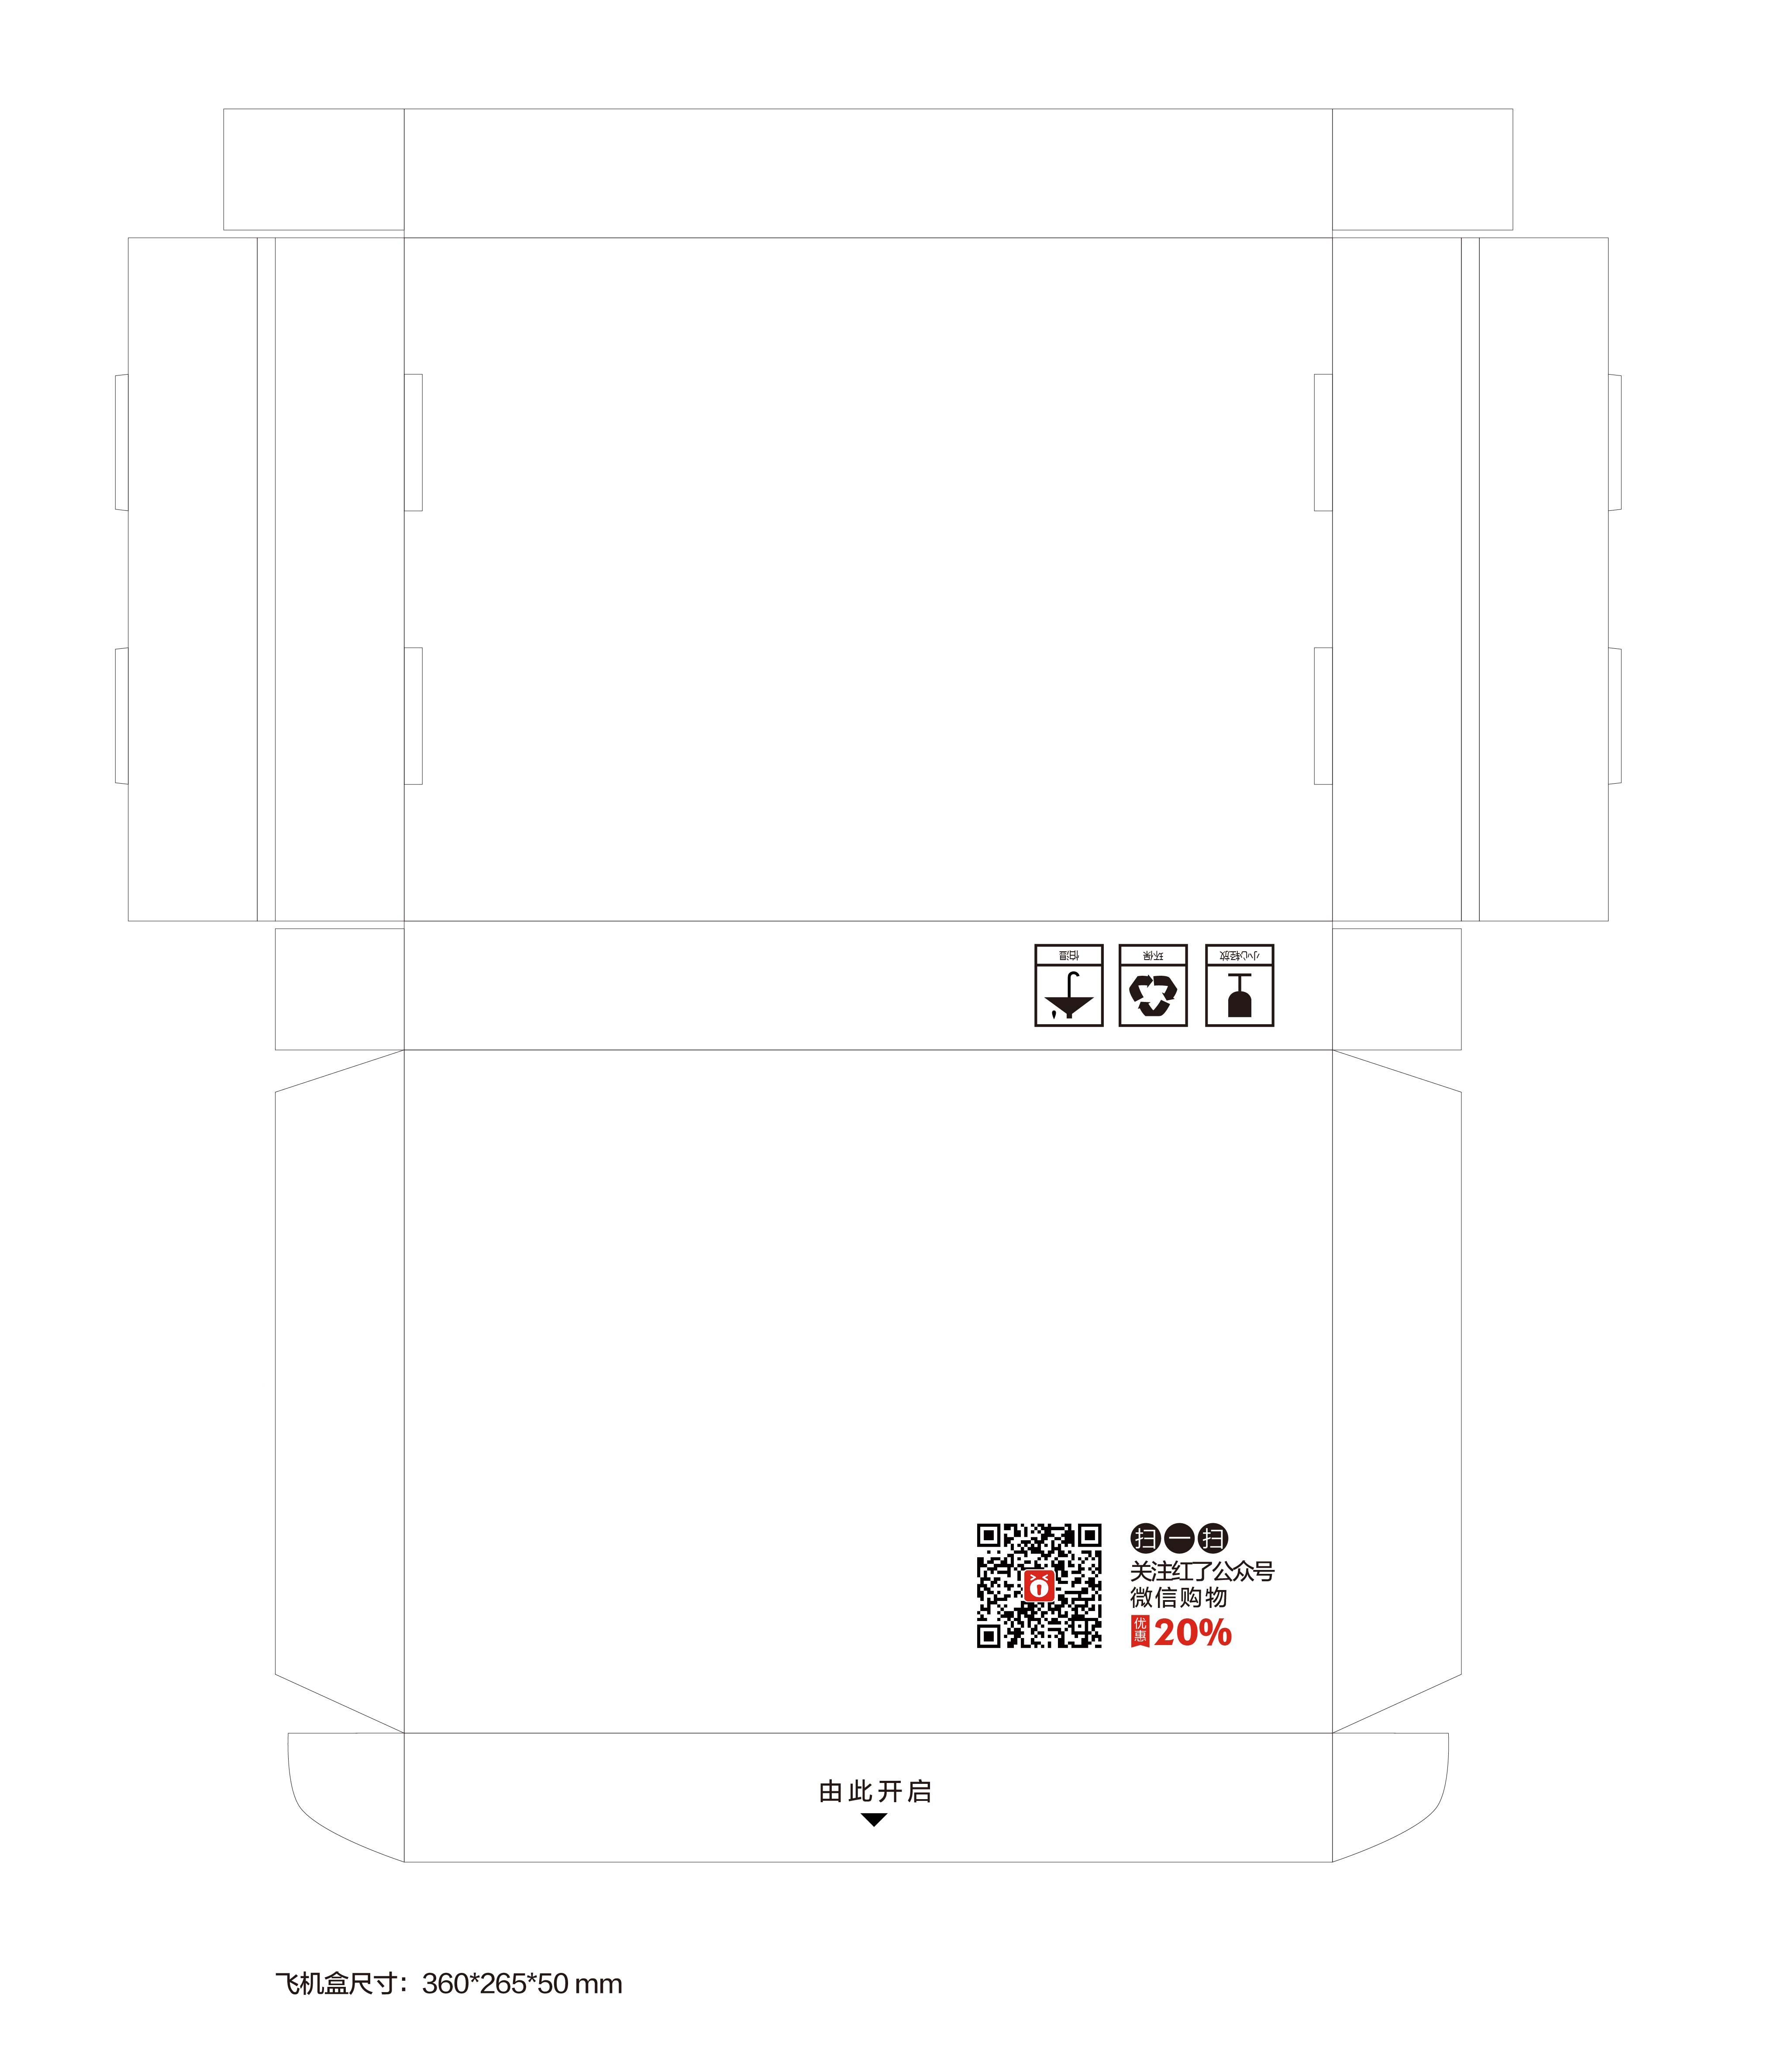 怕湿 环保 小心轻放
扫一扫
关注红了公众号
微信购物
优惠 20%
由此开启
飞机盒尺寸：360*265*50 mm